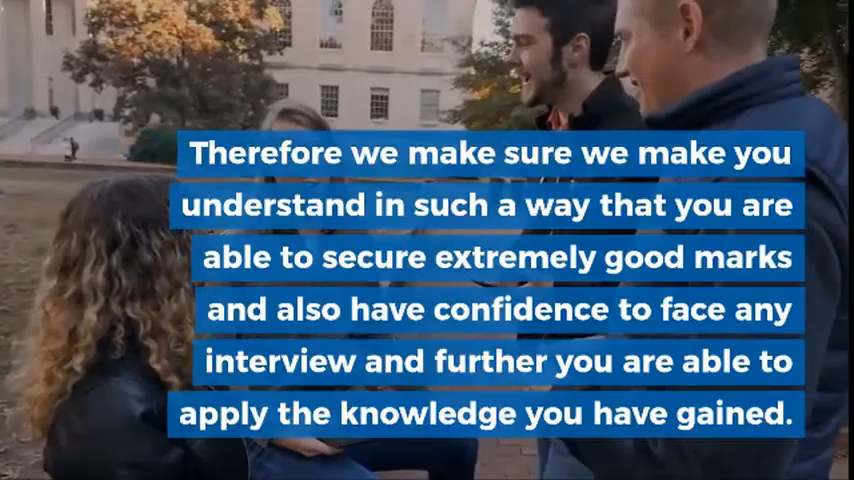 Therefore we make sure we make you
understand in such a way that you are
able to secure extremely good marks
and also have confidence to face any
interview and further you are able to
apply the knowledge you have gained.